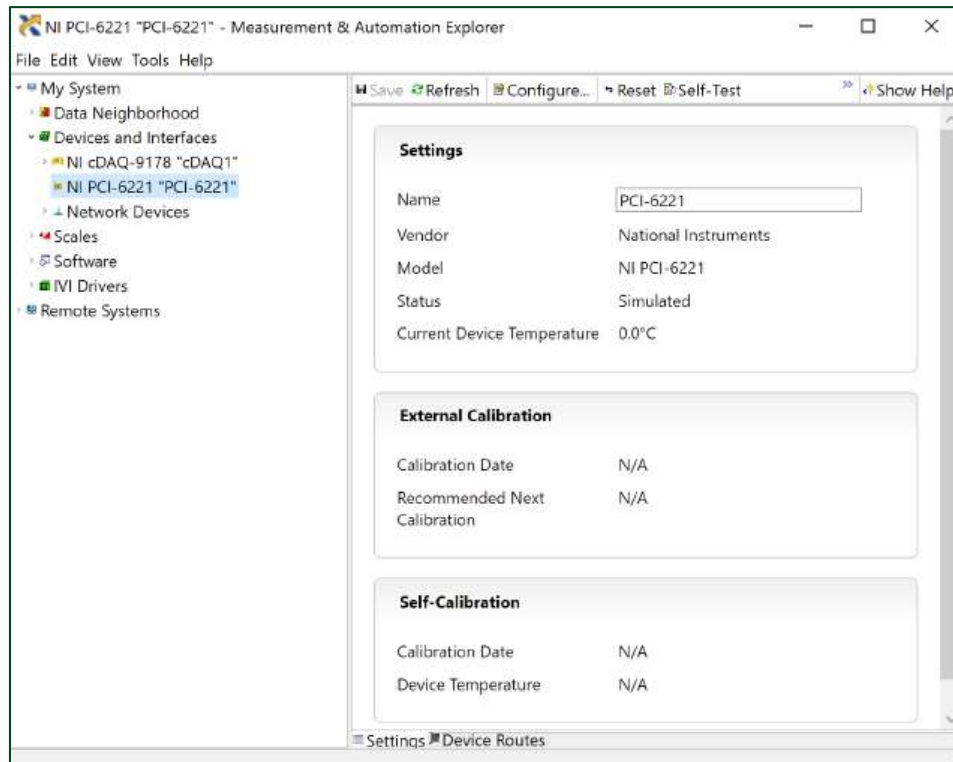 NI PCI-6221 "PCI-6221" - Measurement & Automation Explorer
File Edit View Tools Help
My System
Data Neighborhood
Devices and Interfaces
NI cDAQ-9178 "cDAQ1"
NI PCI-6221 "PCI-6221"
Network Devices
Scales
Software
IVI Drivers
Remote Systems
Save Refresh Configure... Reset Self-Test » Show Help
Settings
Name PCI-6221
Vendor National Instruments
Model NI PCI-6221
Status Simulated
Current Device Temperature 0.0°C
External Calibration
Calibration Date N/A
Recommended Next N/A
Calibration
Self-Calibration
Calibration Date N/A
Device Temperature N/A
Settings Device Routes